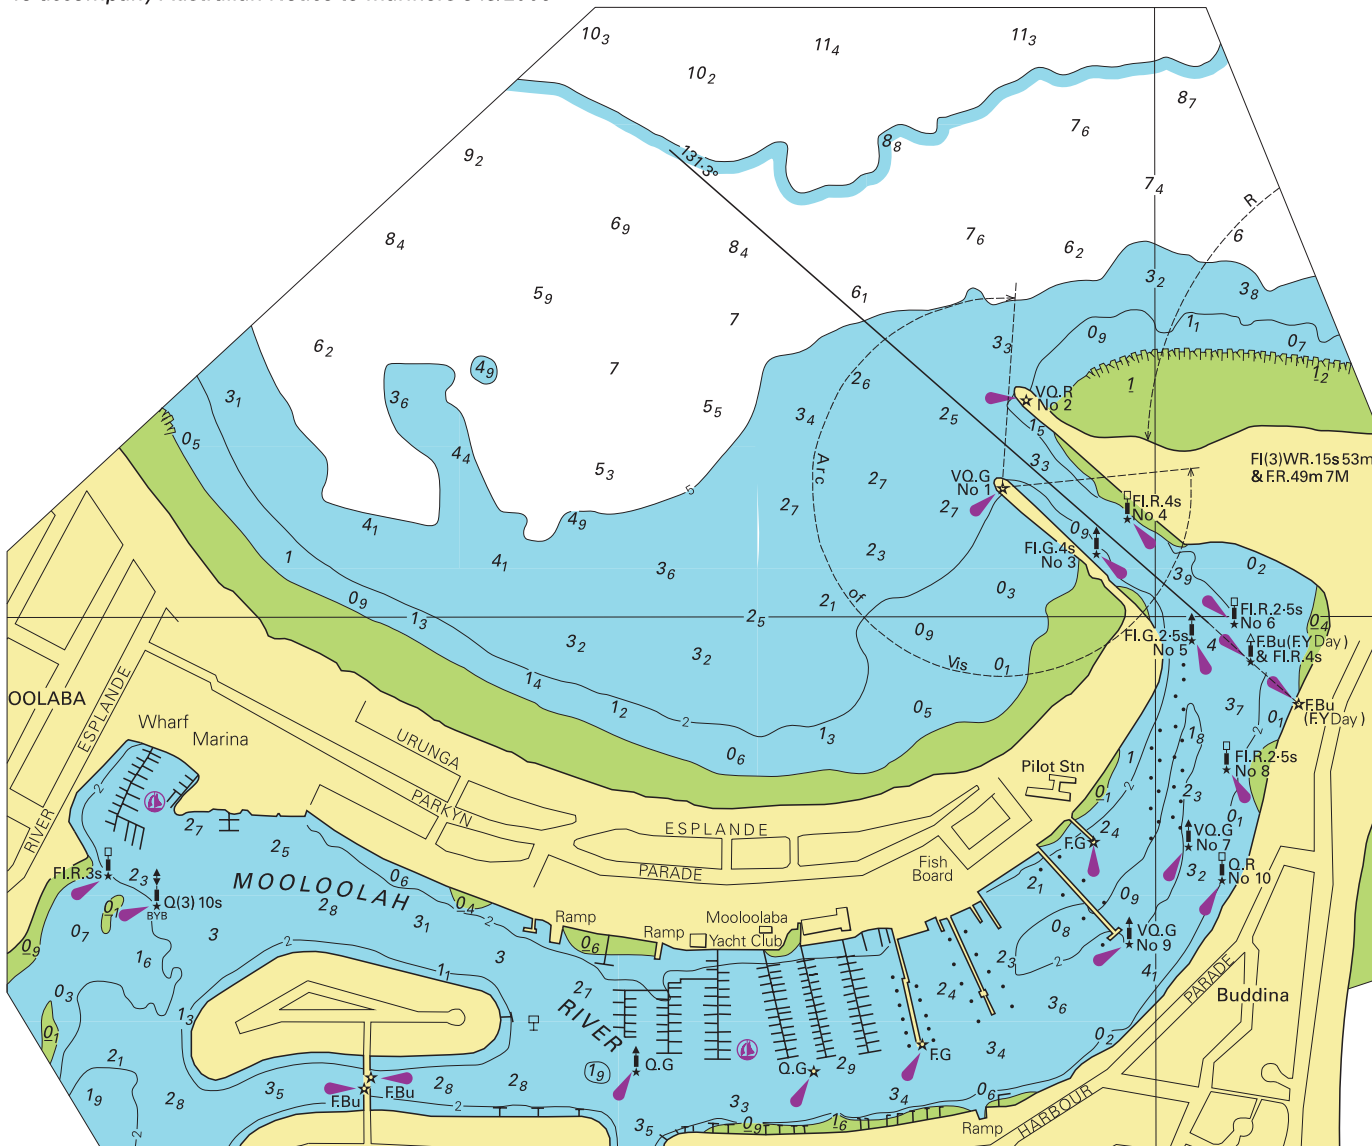 10₃
11₄
11₃
10₂
8₇
7₆
8₈
9₂
131·3°
7₄
R
8₄
6₉
8₄
7₆
6₂
6
3₂
3₈
5₉
6₁
7
1₁
0₉
0₇
6₂
3₃
4₉
7
2₆
1
1₂
3₁
3₆
VQ.R
No 2
5₅
3₄
2₅
1₅
0₅
4₄
3₃
5₃
Arc
2₇
Fl(3)WR.15s 53m
& F.R.49m 7M
VQ.G
No 1
5
2₇
2₇
Fl.R.4s
No 4
4₁
4₉
0₉
1
4₁
3₆
2₃
Fl.G.4s
No 3
3₉
0₂
0₉
1₃
2₅
2₁
of
0₃
Fl.R.2·5s
No 6
0₄
3₂
3₂
0₉
Fl.G.2·5s
No 5
4
F.Bu(F.Y Day)
& Fl.R.4s
1₄
Vis
0₁
OOLABA
ESPLANDE
1₂
2
1₃
0₅
3₇
0₁
2
F.Bu
(F.Y Day)
Wharf
Marina
URUNGA
0₆
1₈
1
2
Fl.R.2·5s
No 8
Pilot Stn
PARKYN
0₁
2₃
0₁
2
RIVER
2₇
ESPLANDE
2₄
VQ.G
No 7
F.G
2₅
PARADE
Fish
Board
2₁
3₂
Q.R
No 10
Fl.R.3s
2₃
0₆
MOOLOOLAH
0₉
Q(3) 10s
BYB
0₁
2₈
3₁
0₄
Ramp
Mooloolaba
Yacht Club
0₈
VQ.G
No 9
0₇
3
Ramp
0₉
0₆
2
2
1₆
3
2₃
2
4₁
1₁
2
PARADE
0₃
2₇
2₄
3₆
Buddina
1₃
RIVER
0₁
0₂
2₁
F.G
3₄
1₉
Q.G
Q.G
2₉
3₅
2₈
2₈
1₉
2₈
F.Bu
F.Bu
2
3₃
3₄
0₆
2
3₅
0₉
1₆
Ramp
HARBOUR